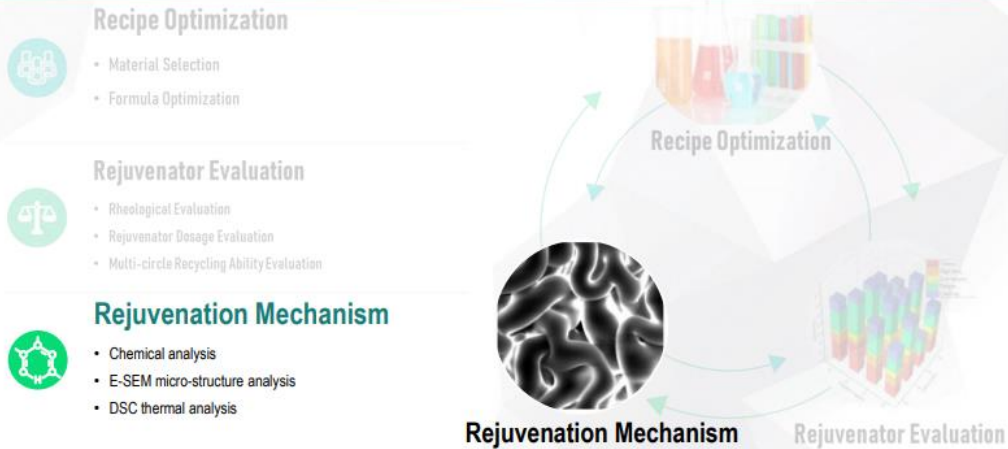 Recipe Optimization
• Material Selection
• Formula Optimization
Rejuvenator Evaluation
• Rheological Evaluation
• Rejuvenator Dosage Evaluation
• Multi-circle Recycling Ability Evaluation
Rejuvenation Mechanism
• Chemical analysis
• E-SEM micro-structure analysis
• DSC thermal analysis
Recipe Optimization
Rejuvenation Mechanism
Rejuvenator Evaluation